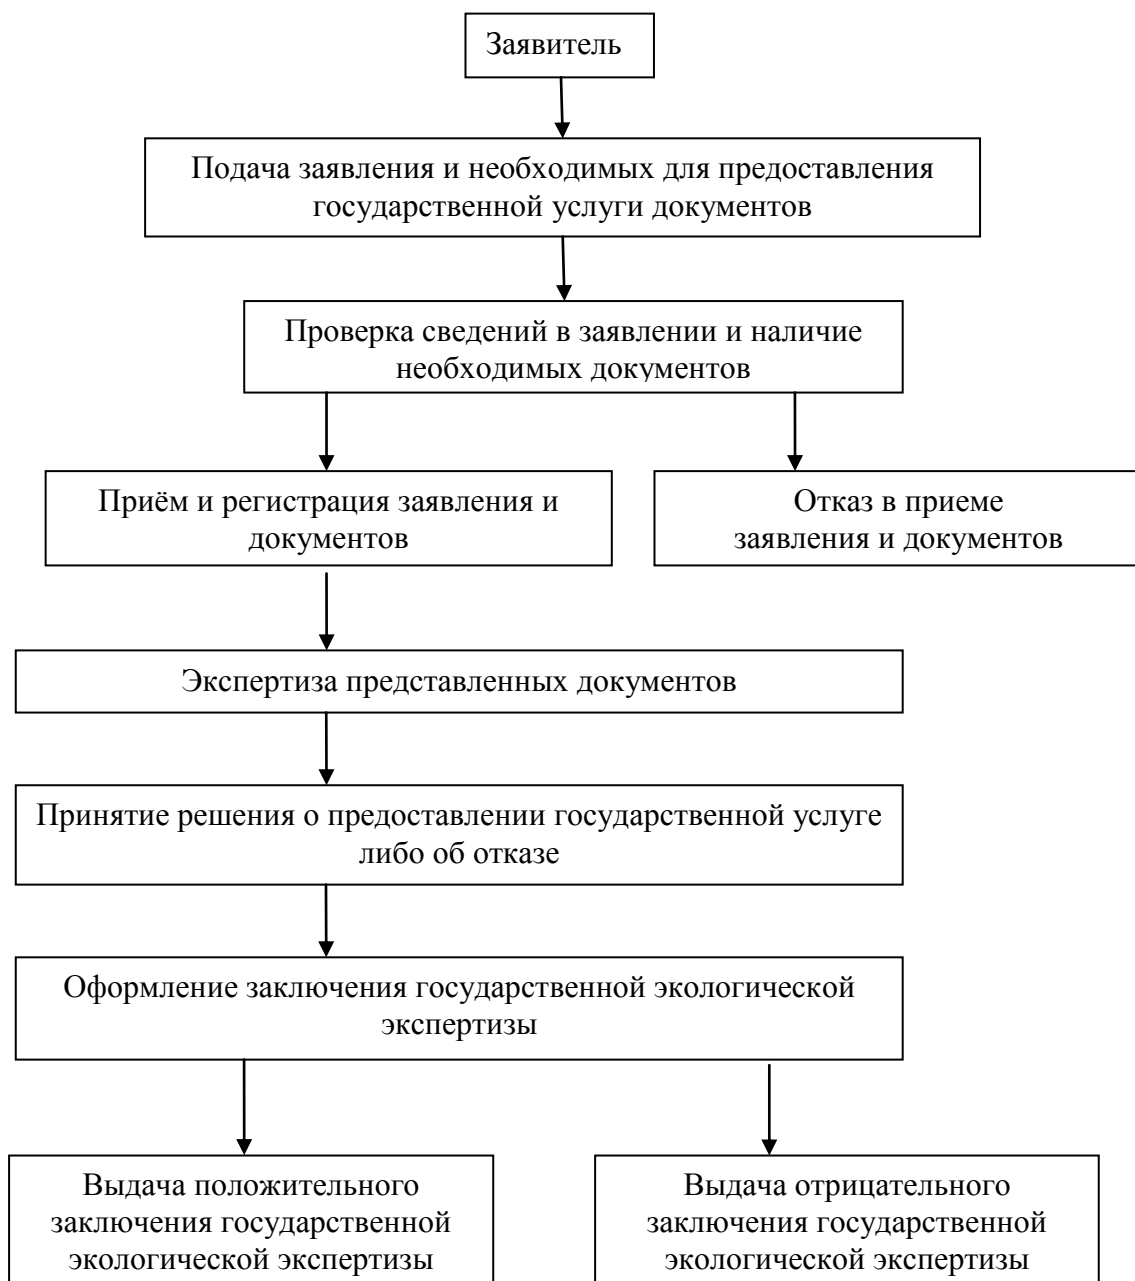 Заявитель
Подача заявления и необходимых для предоставления
государственной услуги документов
Проверка сведений в заявлении и наличие
необходимых документов
Приём и регистрация заявления и
документов
Отказ в приеме
заявления и документов
Экспертиза представленных документов
Принятие решения о предоставлении государственной услуге
либо об отказе
Оформление заключения государственной экологической
экспертизы
Выдача положительного
заключения государственной
экологической экспертизы
Выдача отрицательного
заключения государственной
экологической экспертизы